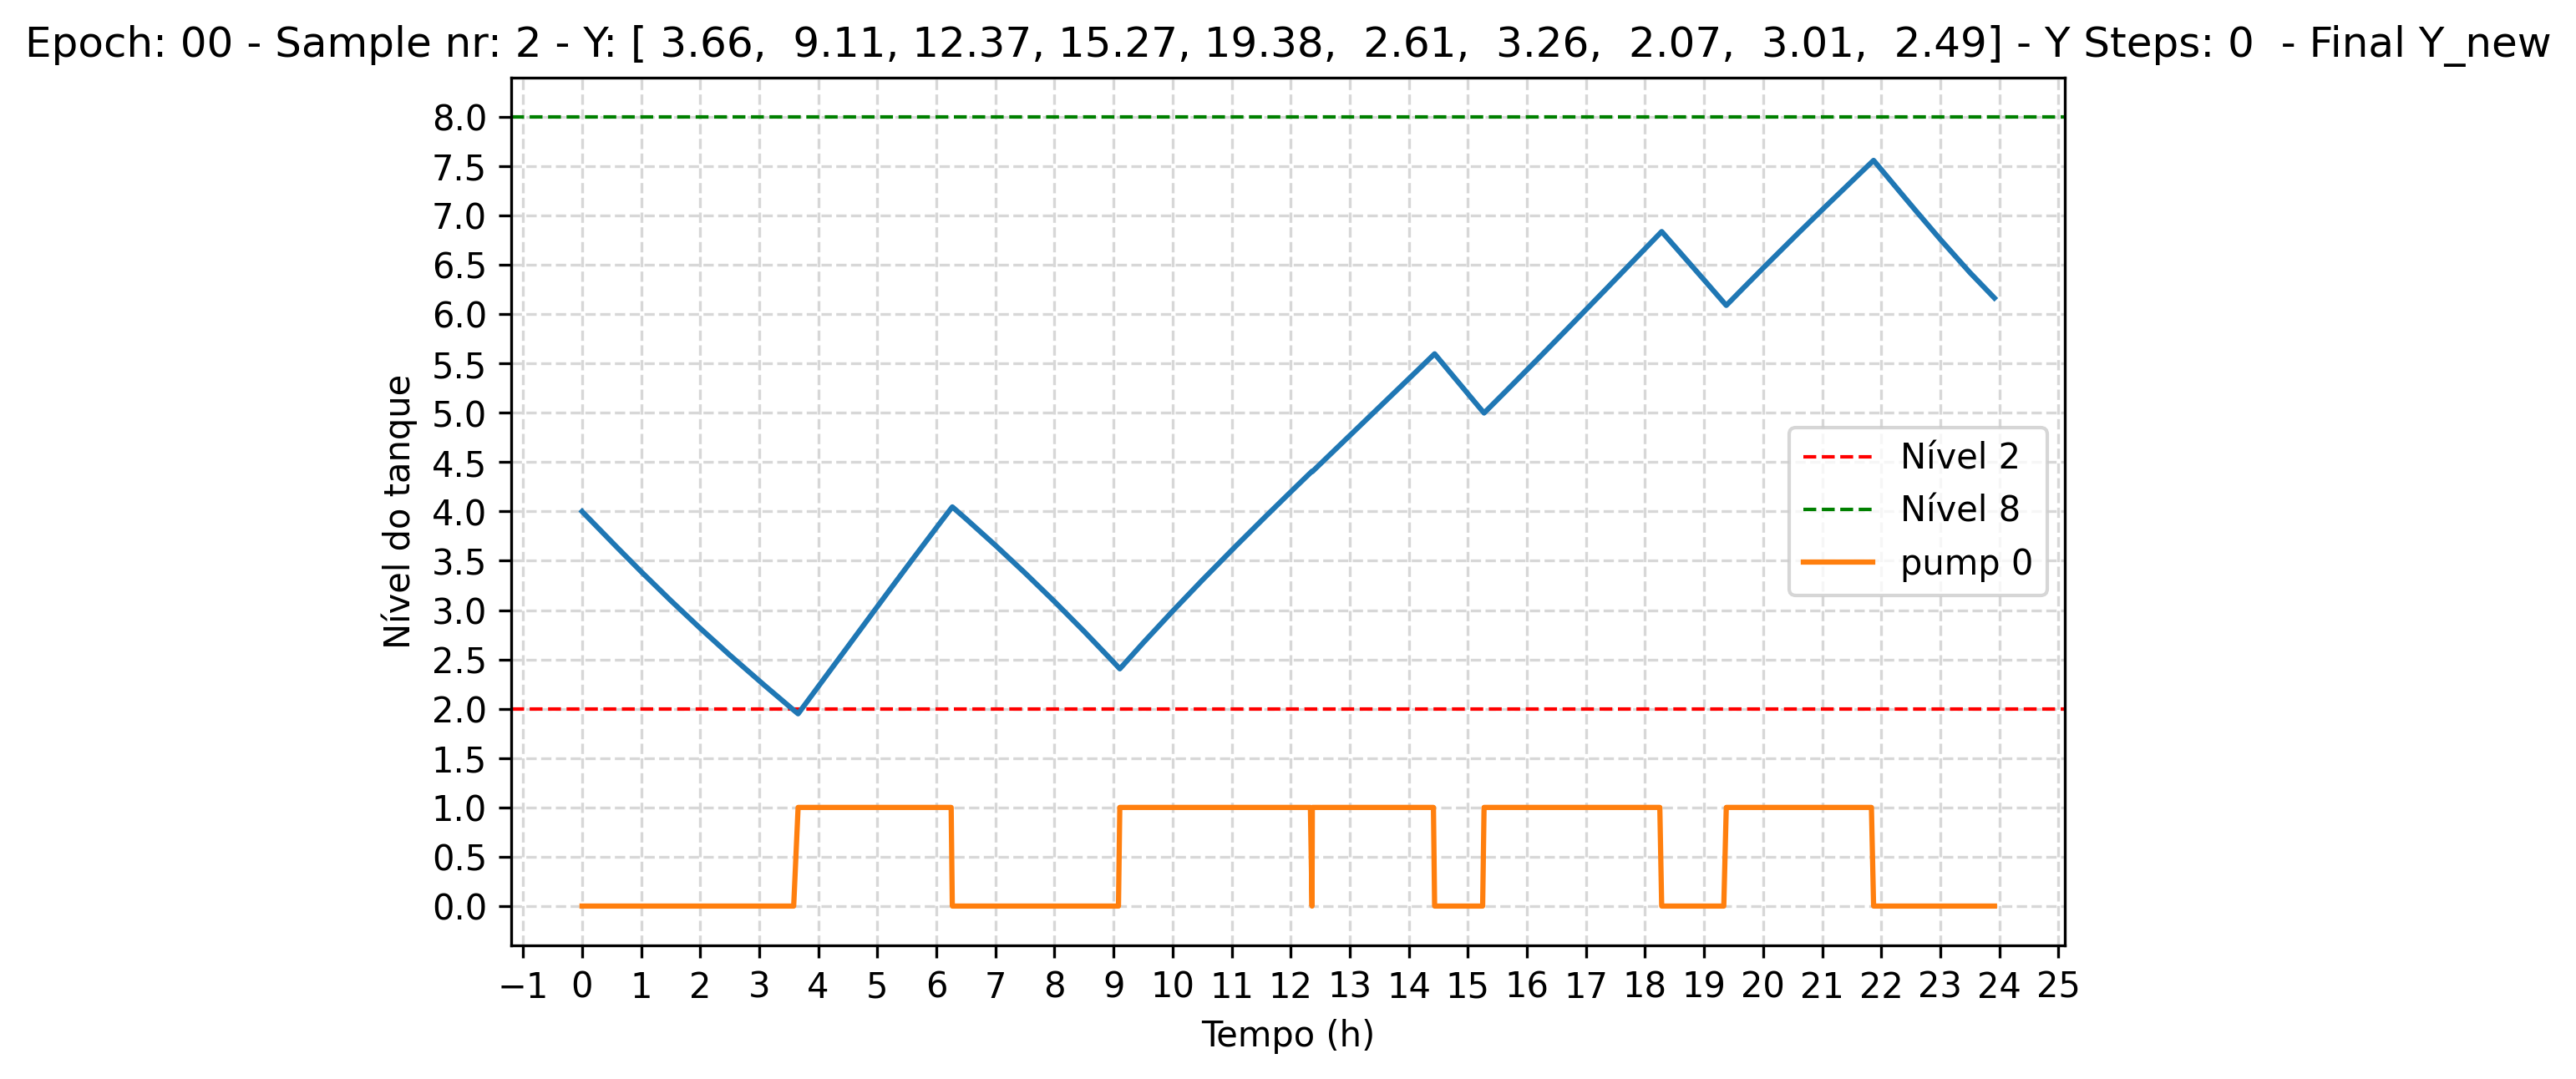 Epoch: 00 - Sample nr: 2 - Y: [ 3.66,  9.11, 12.37, 15.27, 19.38,  2.61,  3.26,  2.07,  3.01,  2.49] - Y Steps: 0  - Final Y_new
8.0
7.5
7.0
6.5
6.0
5.5
5.0
4.5
4.0
3.5
3.0
2.5
2.0
1.5
1.0
0.5
0.0
Nível do tanque
Nível 2
Nível 8
pump 0
−1 0 1 2 3 4 5 6 7 8 9 10 11 12 13 14 15 16 17 18 19 20 21 22 23 24 25
Tempo (h)